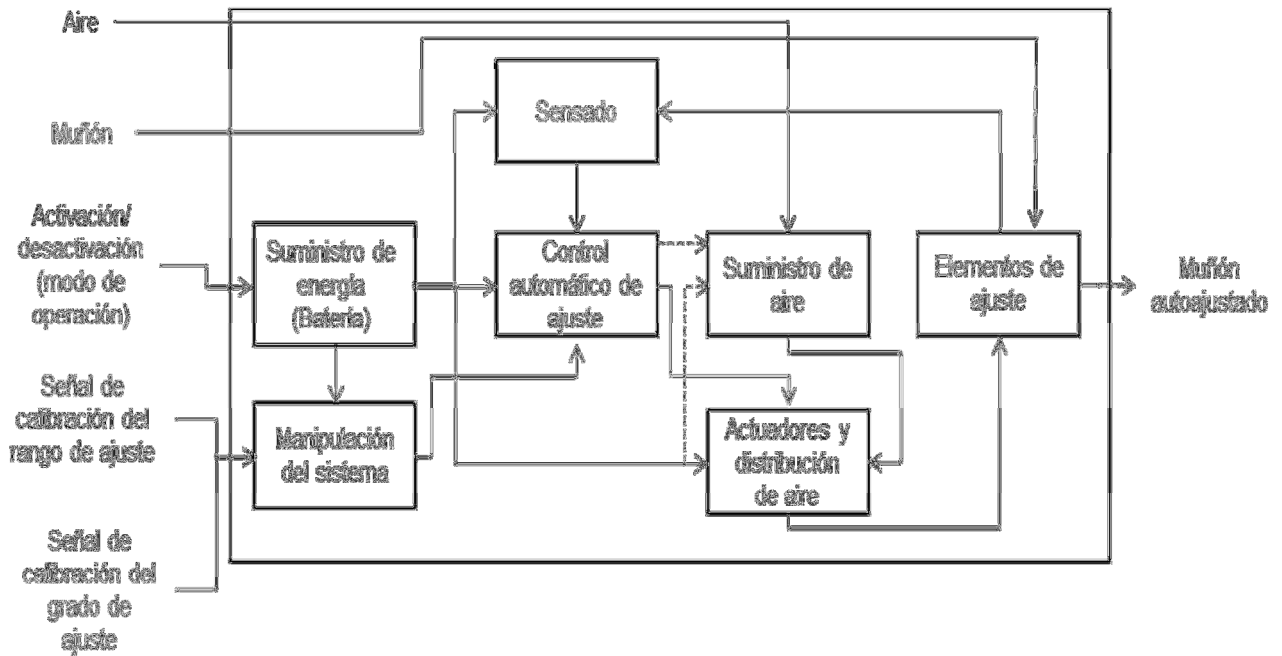 Aire
Muñón
Activación/
desactivación
(modo de
operación)
Señal de
calibración del
rango de ajuste
Señal de
calibración del
grado de
ajuste
Sensado
Suministro de
energía
(Batería)
Control
automático de
ajuste
Suministro de
aire
Elementos de
ajuste
Manipulación
del sistema
Actuadores y
distribución
de aire
Muñón
autoajustado